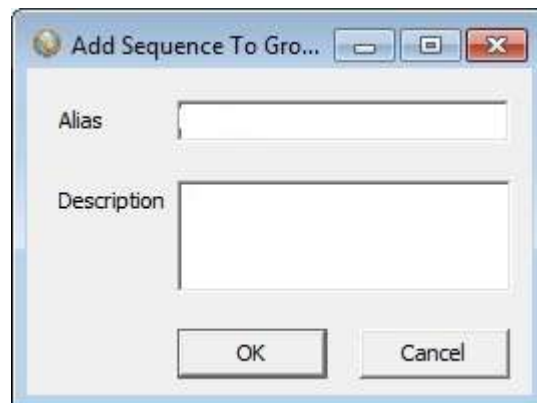 Add Sequence To Gro...
Alias
Description
OK
Cancel